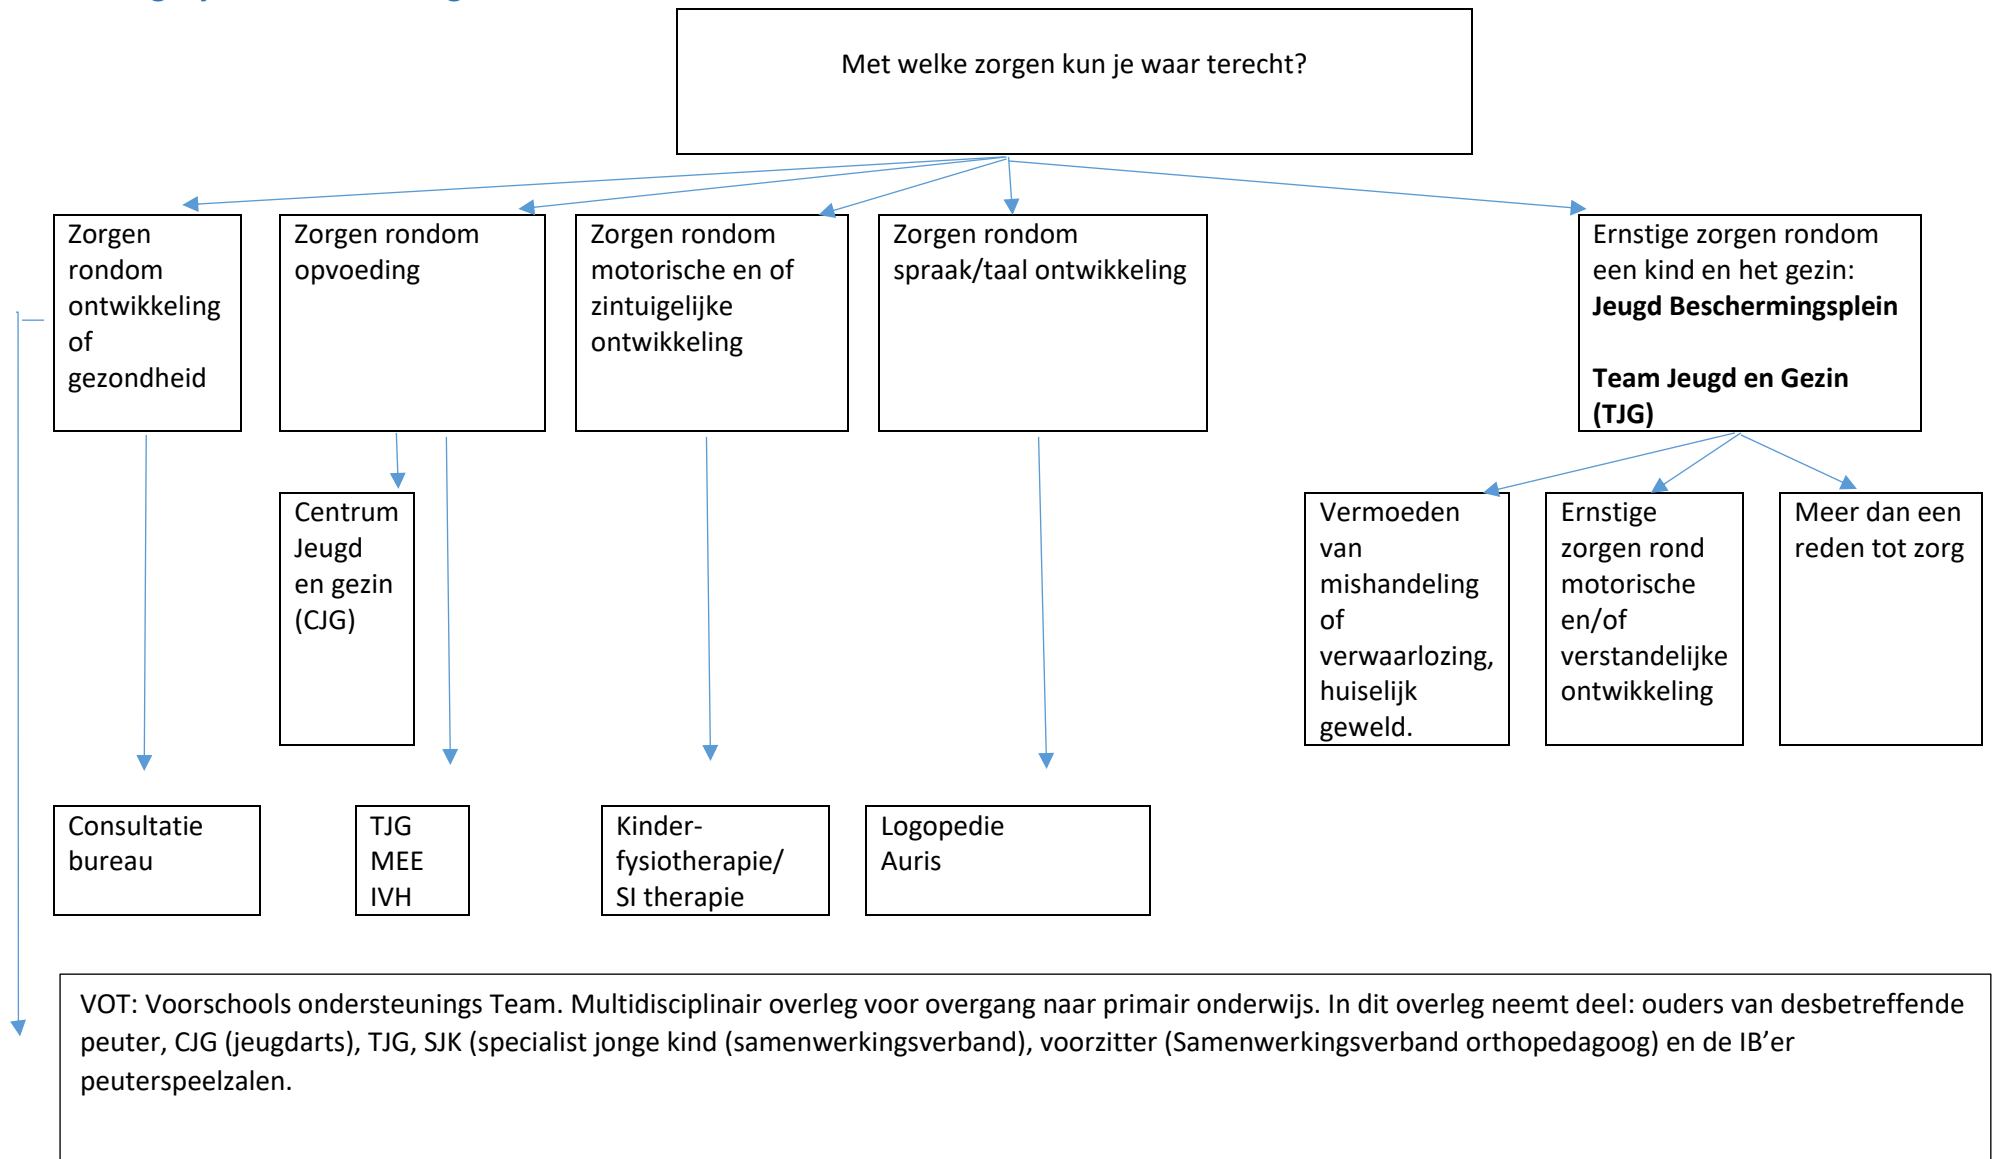 Met welke zorgen kun je waar terecht?
Zorgen
rondom
ontwikkeling
of
gezondheid
Zorgen rondom
opvoeding
Zorgen rondom
motorische en of
zintuigelijke
ontwikkeling
Zorgen rondom
spraak/taal ontwikkeling
Ernstige zorgen rondom
een kind en het gezin:
Jeugd Beschermingsplein
Team Jeugd en Gezin
(TJG)
Centrum
Jeugd
en gezin
(CJG)
Vermoeden
van
mishandeling
of
verwaarlozing,
huiselijk
geweld.
Ernstige
zorgen rond
motorische
en/of
verstandelijke
ontwikkeling
Meer dan een
reden tot zorg
Consultatie
bureau
TJG
MEE
IVH
Kinder-
fysiotherapie/
SI therapie
Logopedie
Auris
VOT: Voorschools ondersteunings Team. Multidisciplinair overleg voor overgang naar primair onderwijs. In dit overleg neemt deel: ouders van desbetreffende
peuter, CJG (jeugdarts), TJG, SJK (specialist jonge kind (samenwerkingsverband), voorzitter (Samenwerkingsverband orthopedagoog) en de IB’er
peuterspeelzalen.